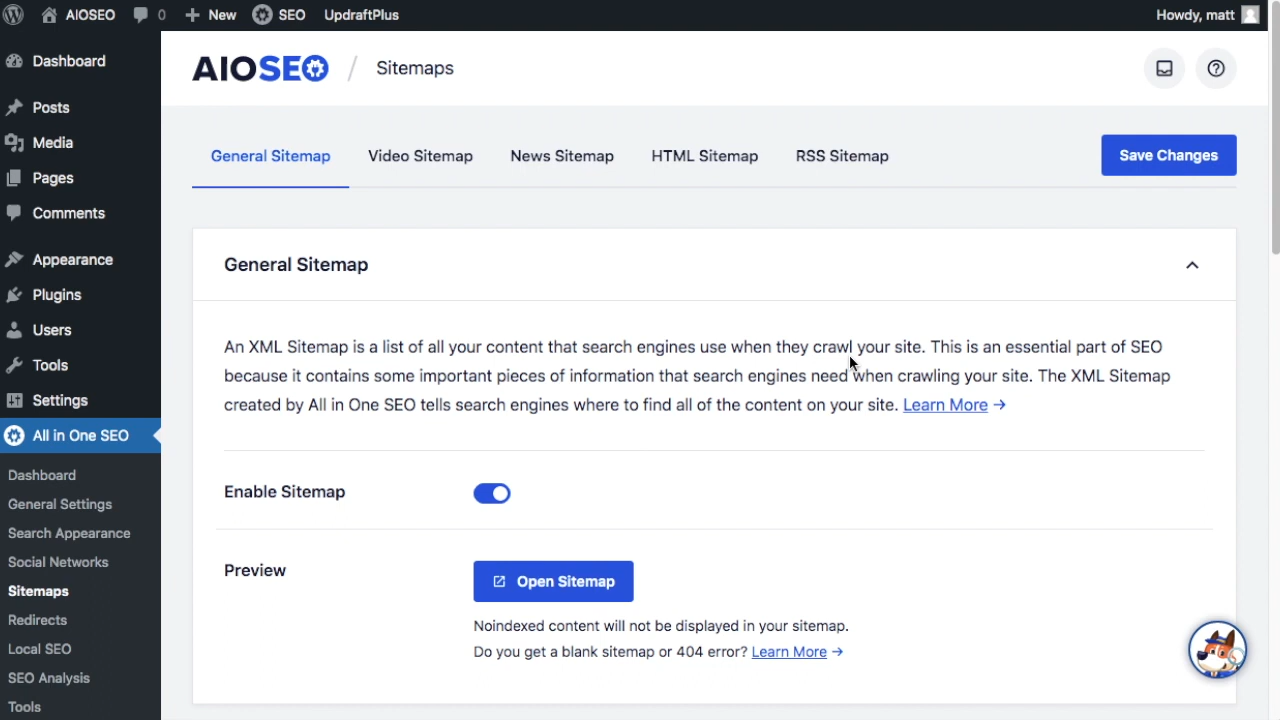 AIOSEO 0 New SEO UpdraftPlus Howdy, matt
Dashboard
Posts
Media
Pages
Comments
Appearance
Plugins
Users
Tools
Settings
All in One SEO
Dashboard
General Settings
Search Appearance
Social Networks
Sitemaps
Redirects
Local SEO
SEO Analysis
Tools
AIOSEO / Sitemaps
General Sitemap Video Sitemap News Sitemap HTML Sitemap RSS Sitemap Save Changes
General Sitemap
An XML Sitemap is a list of all your content that search engines use when they crawl your site. This is an essential part of SEO
because it contains some important pieces of information that search engines need when crawling your site. The XML Sitemap
created by All in One SEO tells search engines where to find all of the content on your site. Learn More →
Enable Sitemap
Preview
Open Sitemap
Noindexed content will not be displayed in your sitemap.
Do you get a blank sitemap or 404 error? Learn More →